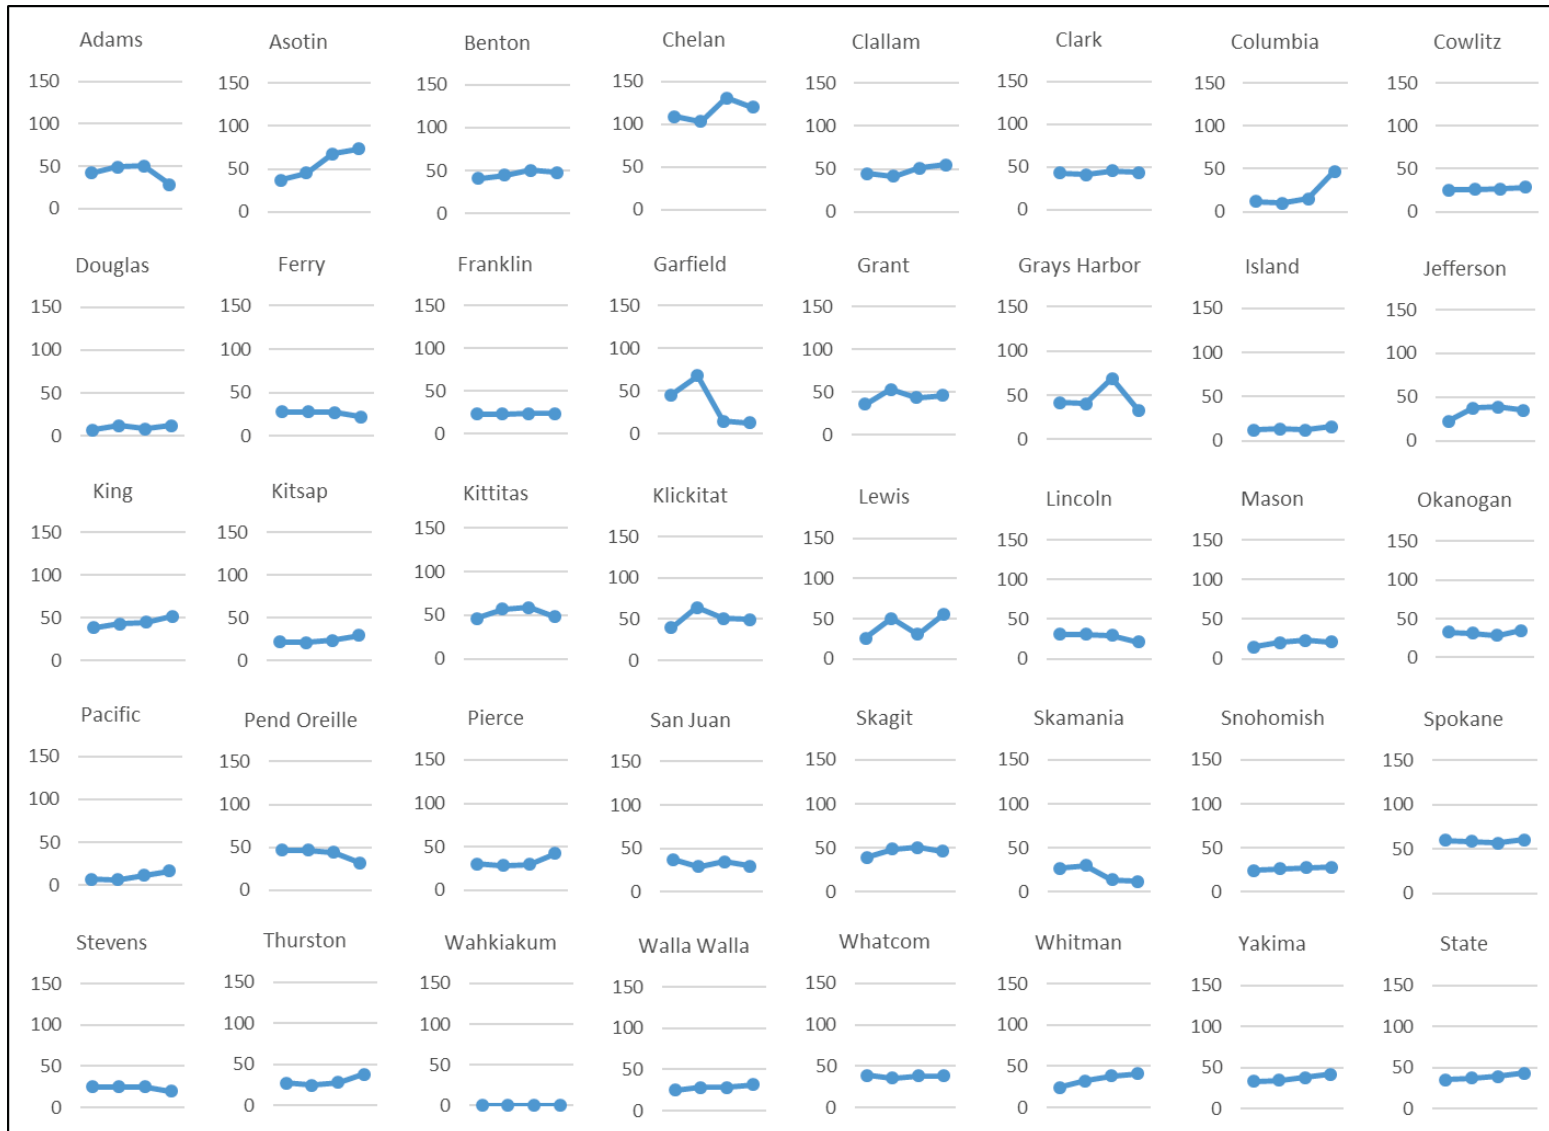 Adams Asotin Benton Chelan Clallam Clark Columbia Cowlitz
150 150 150 150 150 150 150 150
100 100 100 100 100 100 100 100
50 50 50 50 50 50 50 50
0 0 0 0 0 0 0 0
Douglas Ferry Franklin Garfield Grant Grays Harbor Island Jefferson
150 150 150 150 150 150 150 150
100 100 100 100 100 100 100 100
50 50 50 50 50 50 50 50
0 0 0 0 0 0 0 0
King Kitsap Kittitas Klickitat Lewis Lincoln Mason Okanogan
150 150 150 150 150 150 150 150
100 100 100 100 100 100 100 100
50 50 50 50 50 50 50 50
0 0 0 0 0 0 0 0
Pacific Pend Oreille Pierce San Juan Skagit Skamania Snohomish Spokane
150 150 150 150 150 150 150 150
100 100 100 100 100 100 100 100
50 50 50 50 50 50 50 50
0 0 0 0 0 0 0 0
Stevens Thurston Wahkiakum Walla Walla Whatcom Whitman Yakima State
150 150 150 150 150 150 150 150
100 100 100 100 100 100 100 100
50 50 50 50 50 50 50 50
0 0 0 0 0 0 0 0